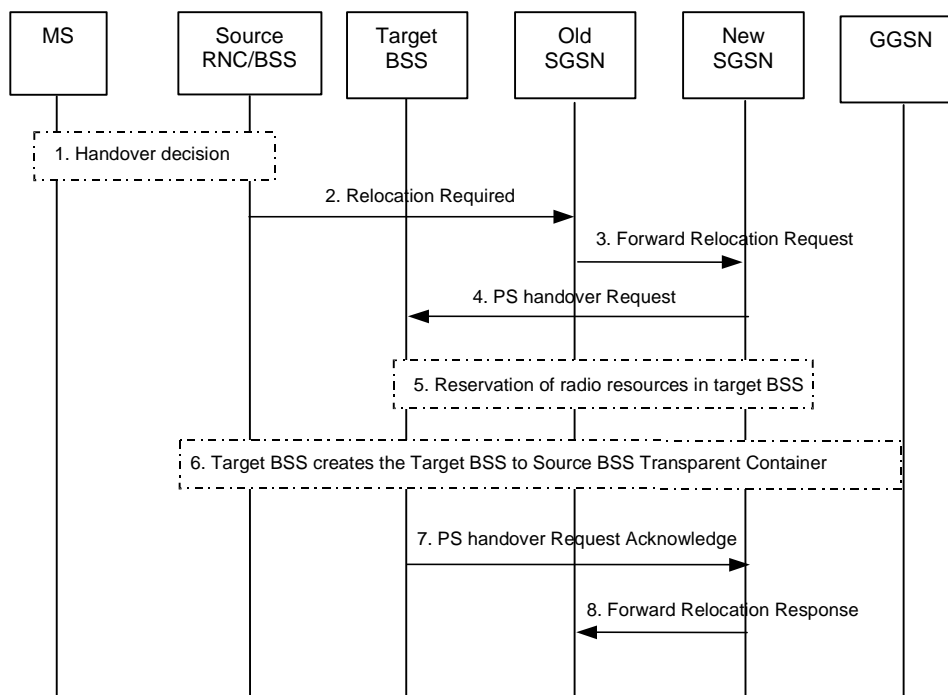 MS
Source
RNC/BSS
Target
BSS
Old
SGSN
New
SGSN
GGSN
1. Handover decision
2. Relocation Required
3. Forward Relocation Request
4. PS handover Request
5. Reservation of radio resources in target BSS
6. Target BSS creates the Target BSS to Source BSS Transparent Container
7. PS handover Request Acknowledge
8. Forward Relocation Response